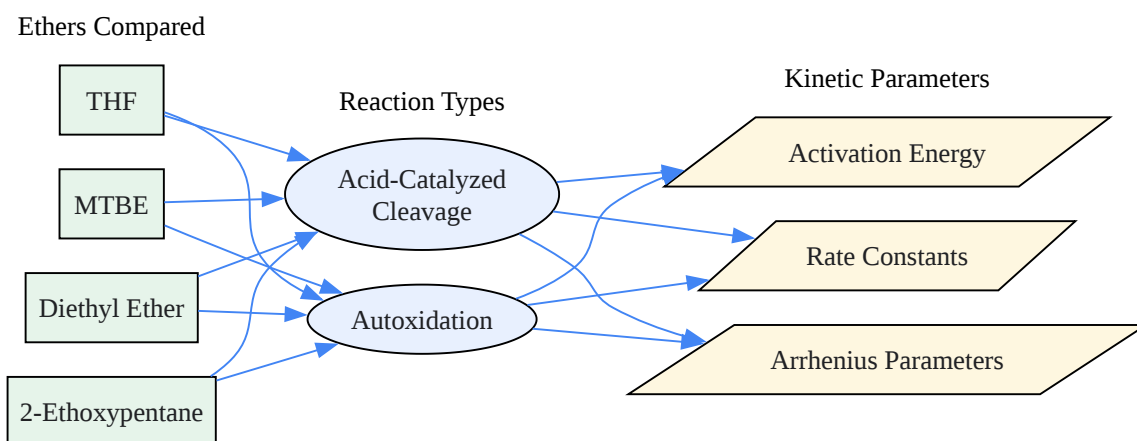 Ethers Compared
THF
MTBE
Diethyl Ether
2-Ethoxypentane
Reaction Types
Acid-Catalyzed
Cleavage
Autoxidation
Kinetic Parameters
Activation Energy
Rate Constants
Arrhenius Parameters